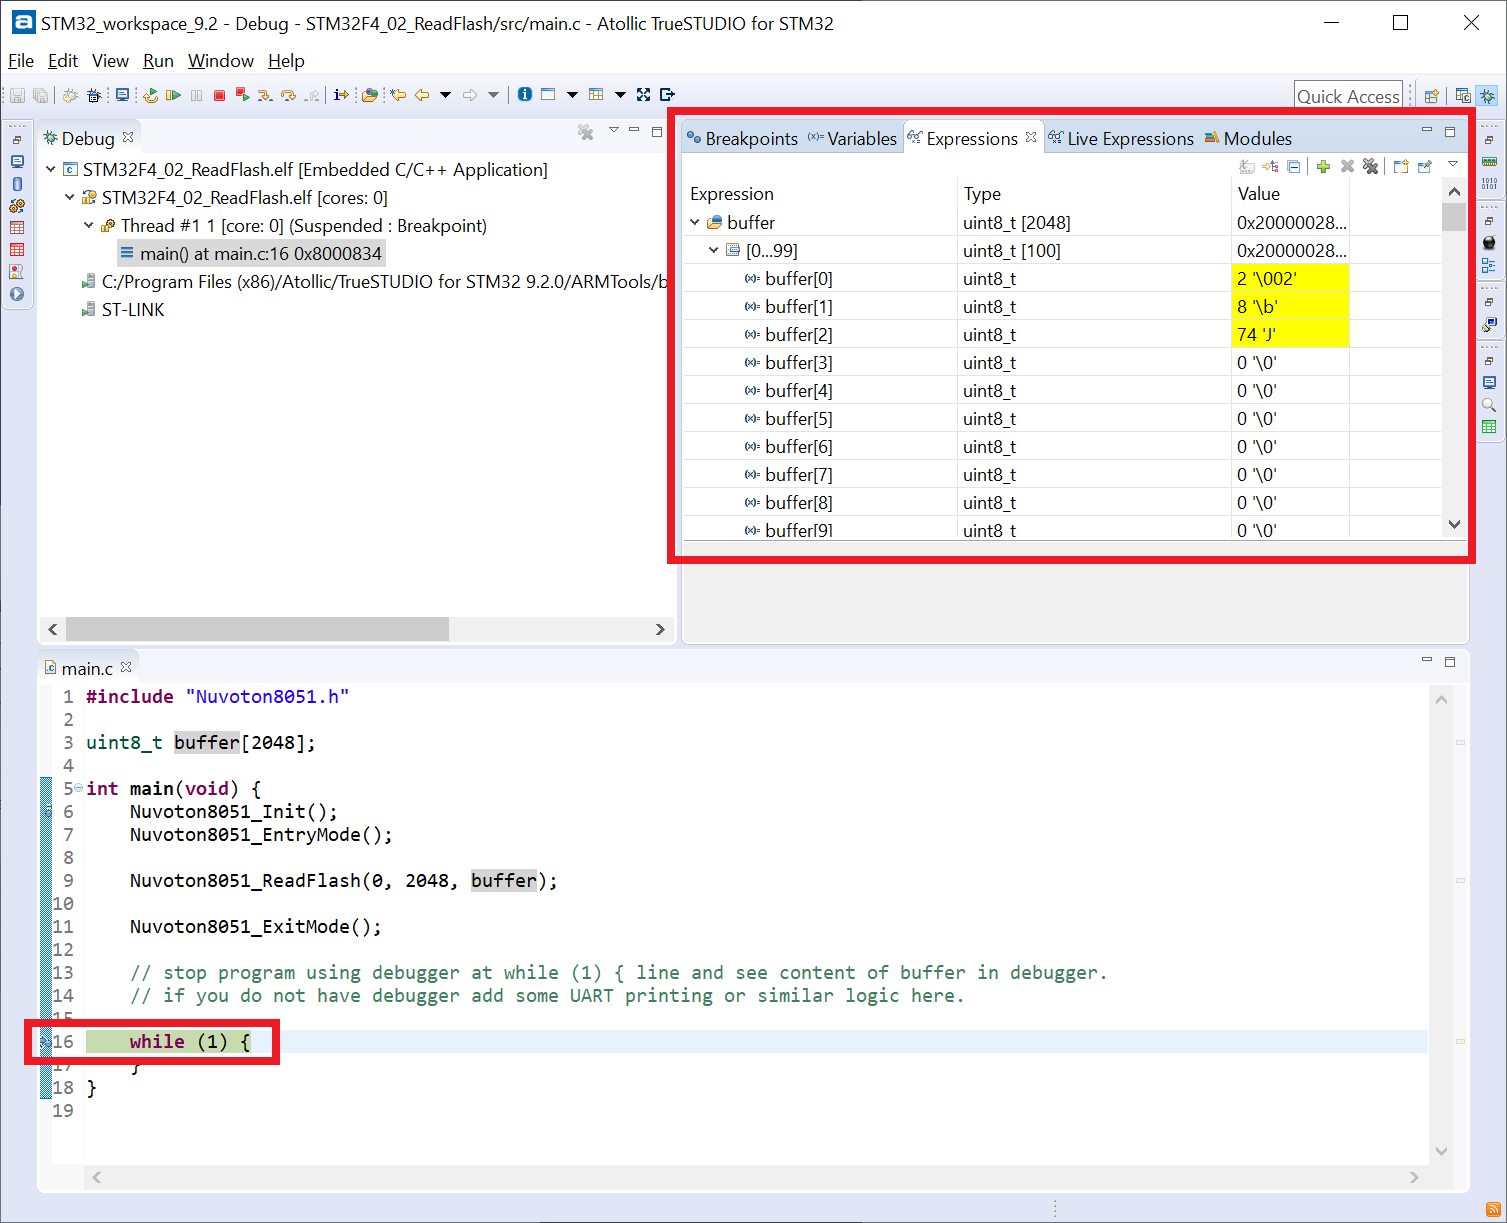 STM32_workspace_9.2 - Debug - STM32F4_02_ReadFlash/src/main.c - Atollic TrueSTUDIO for STM32
File Edit View Run Window Help
Quick Access
Debug
STM32F4_02_ReadFlash.elf [Embedded C/C++ Application]
STM32F4_02_ReadFlash.elf [cores: 0]
Thread #1 1 [core: 0] (Suspended : Breakpoint)
main() at main.c:16 0x8000834
C:/Program Files (x86)/Atollic/TrueSTUDIO for STM32 9.2.0/ARMTools/b
ST-LINK
Breakpoints (x)= Variables Expressions Live Expressions Modules
Expression Type Value
buffer uint8_t [2048] 0x20000028...
[0...99] uint8_t [100] 0x20000028...
(x)= buffer[0] uint8_t 2 '\002'
(x)= buffer[1] uint8_t 8 '\b'
(x)= buffer[2] uint8_t 74 'J'
(x)= buffer[3] uint8_t 0 '\0'
(x)= buffer[4] uint8_t 0 '\0'
(x)= buffer[5] uint8_t 0 '\0'
(x)= buffer[6] uint8_t 0 '\0'
(x)= buffer[7] uint8_t 0 '\0'
(x)= buffer[8] uint8_t 0 '\0'
(x)= buffer[9] uint8_t 0 '\0'
main.c
1 #include "Nuvoton8051.h"
2
3 uint8_t buffer[2048];
4
5 int main(void) {
6 Nuvoton8051_Init();
7 Nuvoton8051_EntryMode();
8
9 Nuvoton8051_ReadFlash(0, 2048, buffer);
10
11 Nuvoton8051_ExitMode();
12
13 // stop program using debugger at while (1) { line and see content of buffer in debugger.
14 // if you do not have debugger add some UART printing or similar logic here.
15
16 while (1) {
17 }
18 }
19